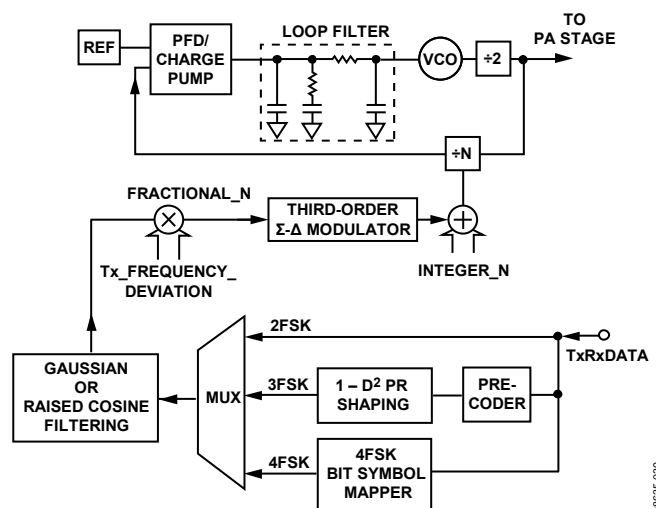 TO
PA STAGE
REF
PFD/
CHARGE
PUMP
LOOP FILTER
VCO
÷2
÷N
FRACTIONAL_N
×
THIRD-ORDER
Σ-Δ MODULATOR
+
Tx_FREQUENCY_
DEVIATION
INTEGER_N
2FSK
TxRxDATA
GAUSSIAN
OR
RAISED COSINE
FILTERING
MUX
3FSK
1 – D² PR
SHAPING
PRE-
CODER
4FSK
4FSK
BIT SYMBOL
MAPPER